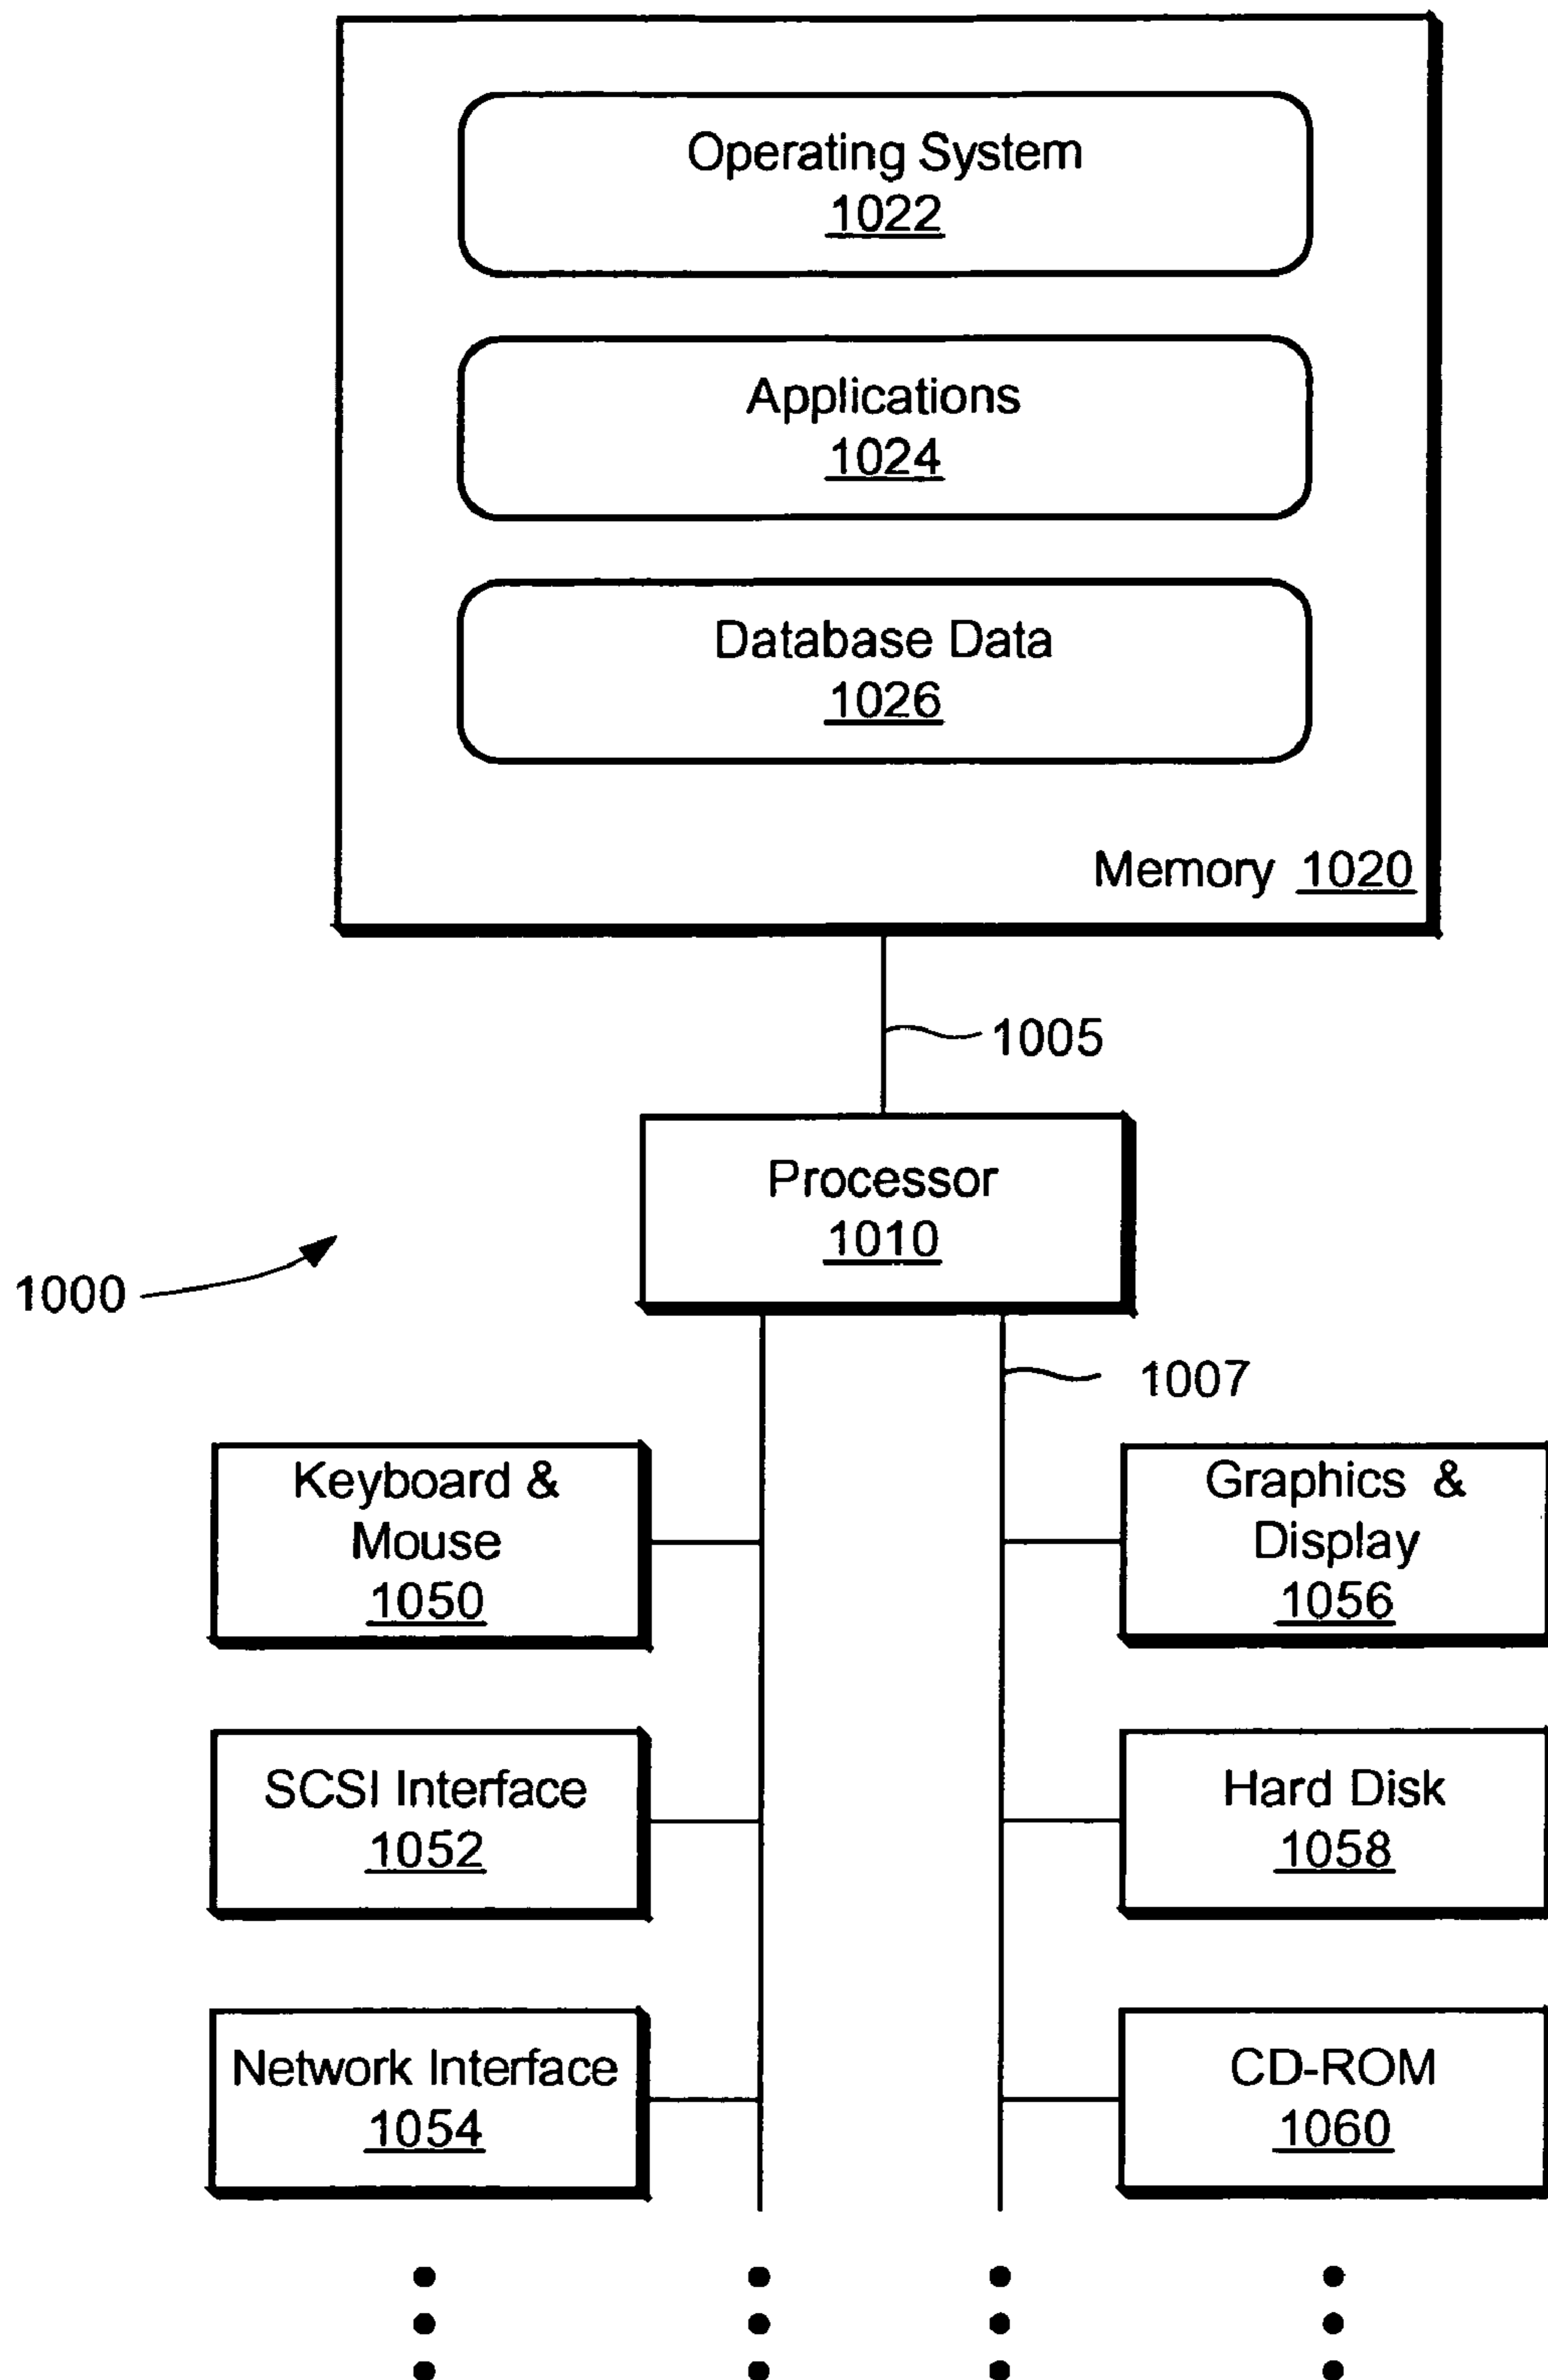 Operating System
1022
Applications
1024
Database Data
1026
Memory 1020
1005
Processor
1010
1000
1007
Keyboard &
Mouse
1050
Graphics &
Display
1056
SCSI Interface
1052
Hard Disk
1058
Network Interface
1054
CD-ROM
1060